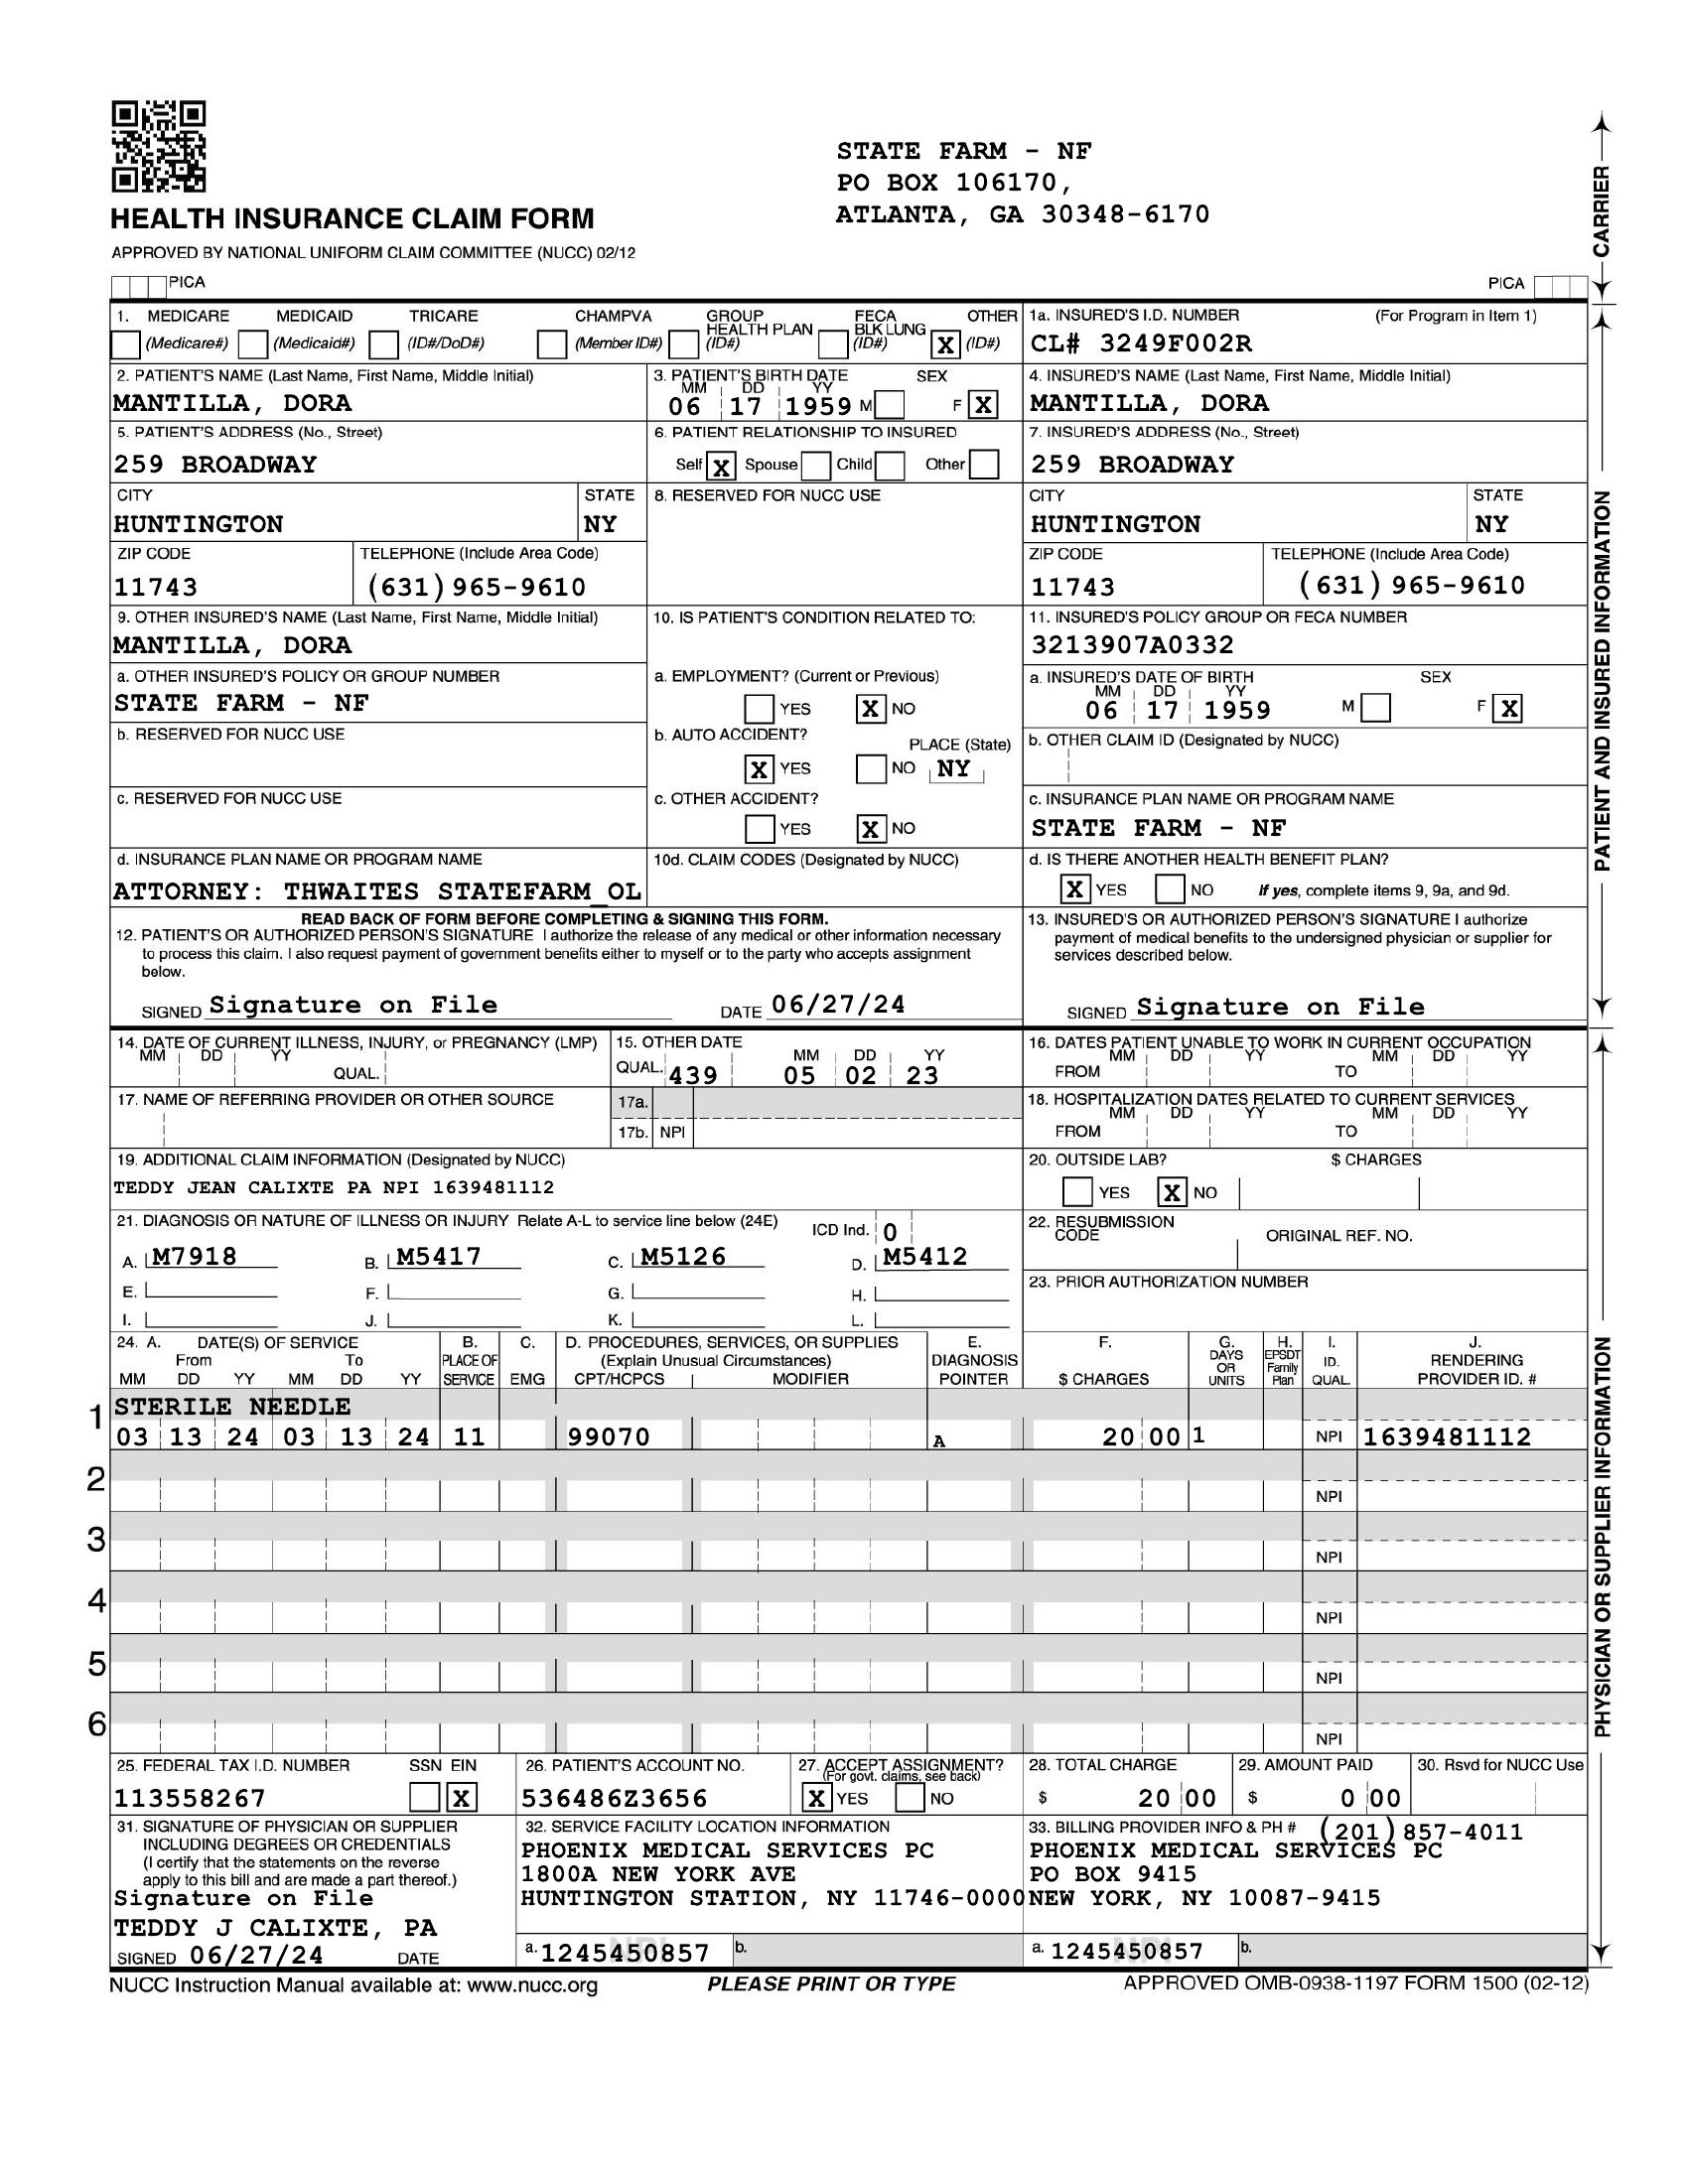 STATE FARM - NF
PO BOX 106170,
ATLANTA, GA 30348-6170
HEALTH INSURANCE CLAIM FORM
APPROVED BY NATIONAL UNIFORM CLAIM COMMITTEE (NUCC) 02/12
CARRIER
PICA PICA
1. MEDICARE MEDICAID TRICARE CHAMPVA GROUP HEALTH PLAN FECA BLK LUNG OTHER
(Medicare#) (Medicaid#) (ID#/DoD#) (Member ID#) (ID#) (ID#) X (ID#)
1a. INSURED'S I.D. NUMBER (For Program in Item 1)
CL# 3249F002R
2. PATIENT'S NAME (Last Name, First Name, Middle Initial)
MANTILLA, DORA
3. PATIENT'S BIRTH DATE SEX
MM DD YY
06 17 1959 M F X
4. INSURED'S NAME (Last Name, First Name, Middle Initial)
MANTILLA, DORA
5. PATIENT'S ADDRESS (No., Street)
259 BROADWAY
6. PATIENT RELATIONSHIP TO INSURED
Self X Spouse Child Other
7. INSURED'S ADDRESS (No., Street)
259 BROADWAY
CITY STATE
HUNTINGTON NY
8. RESERVED FOR NUCC USE
CITY STATE
HUNTINGTON NY
ZIP CODE TELEPHONE (Include Area Code)
11743 (631) 965-9610
ZIP CODE TELEPHONE (Include Area Code)
11743 (631) 965-9610
9. OTHER INSURED'S NAME (Last Name, First Name, Middle Initial)
MANTILLA, DORA
10. IS PATIENT'S CONDITION RELATED TO:
11. INSURED'S POLICY GROUP OR FECA NUMBER
3213907A0332
a. OTHER INSURED'S POLICY OR GROUP NUMBER
STATE FARM - NF
a. EMPLOYMENT? (Current or Previous)
YES X NO
a. INSURED'S DATE OF BIRTH SEX
MM DD YY
06 17 1959 M F X
b. RESERVED FOR NUCC USE
b. AUTO ACCIDENT? PLACE (State)
X YES NO NY
b. OTHER CLAIM ID (Designated by NUCC)
c. RESERVED FOR NUCC USE
c. OTHER ACCIDENT?
YES X NO
c. INSURANCE PLAN NAME OR PROGRAM NAME
STATE FARM - NF
d. INSURANCE PLAN NAME OR PROGRAM NAME
ATTORNEY: THWAITES STATEFARM_OL
10d. CLAIM CODES (Designated by NUCC)
d. IS THERE ANOTHER HEALTH BENEFIT PLAN?
X YES NO If yes, complete items 9, 9a, and 9d.
PATIENT AND INSURED INFORMATION
READ BACK OF FORM BEFORE COMPLETING & SIGNING THIS FORM.
12. PATIENT'S OR AUTHORIZED PERSON'S SIGNATURE I authorize the release of any medical or other information necessary
to process this claim. I also request payment of government benefits either to myself or to the party who accepts assignment
below.
SIGNED Signature on File DATE 06/27/24
13. INSURED'S OR AUTHORIZED PERSON'S SIGNATURE I authorize
payment of medical benefits to the undersigned physician or supplier for
services described below.
SIGNED Signature on File
14. DATE OF CURRENT ILLNESS, INJURY, or PREGNANCY (LMP)
MM DD YY
QUAL.
15. OTHER DATE
MM DD YY
QUAL. 439 05 02 23
16. DATES PATIENT UNABLE TO WORK IN CURRENT OCCUPATION
MM DD YY MM DD YY
FROM TO
17. NAME OF REFERRING PROVIDER OR OTHER SOURCE
17a.
17b. NPI
18. HOSPITALIZATION DATES RELATED TO CURRENT SERVICES
MM DD YY MM DD YY
FROM TO
19. ADDITIONAL CLAIM INFORMATION (Designated by NUCC)
TEDDY JEAN CALIXTE PA NPI 1639481112
20. OUTSIDE LAB? $ CHARGES
YES X NO
21. DIAGNOSIS OR NATURE OF ILLNESS OR INJURY Relate A-L to service line below (24E) ICD Ind. 0
A. M7918 B. M5417 C. M5126 D. M5412
E. F. G. H.
I. J. K. L.
22. RESUBMISSION CODE ORIGINAL REF. NO.
23. PRIOR AUTHORIZATION NUMBER
24. A. DATE(S) OF SERVICE B. C. D. PROCEDURES, SERVICES, OR SUPPLIES E. F. G. H. I. J.
From To PLACE OF (Explain Unusual Circumstances) DIAGNOSIS DAYS OR UNITS EPSDT Family Plan ID. RENDERING
MM DD YY MM DD YY SERVICE EMG CPT/HCPCS MODIFIER POINTER $ CHARGES QUAL. PROVIDER ID. #
1 STERILE NEEDLE
03 13 24 03 13 24 11 99070 A 20 00 1 NPI 1639481112
2 NPI
3 NPI
4 NPI
5 NPI
6 NPI
PHYSICIAN OR SUPPLIER INFORMATION
25. FEDERAL TAX I.D. NUMBER SSN EIN
113558267 X
26. PATIENT'S ACCOUNT NO.
536486Z3656
27. ACCEPT ASSIGNMENT?
(For govt. claims, see back)
X YES NO
28. TOTAL CHARGE
$ 20 00
29. AMOUNT PAID
$ 0 00
30. Rsvd for NUCC Use
31. SIGNATURE OF PHYSICIAN OR SUPPLIER
INCLUDING DEGREES OR CREDENTIALS
(I certify that the statements on the reverse
apply to this bill and are made a part thereof.)
Signature on File
TEDDY J CALIXTE, PA
SIGNED 06/27/24 DATE
32. SERVICE FACILITY LOCATION INFORMATION
PHOENIX MEDICAL SERVICES PC
1800A NEW YORK AVE
HUNTINGTON STATION, NY 11746-0000
a. NPI 1245450857 b.
33. BILLING PROVIDER INFO & PH # (201) 857-4011
PHOENIX MEDICAL SERVICES PC
PO BOX 9415
NEW YORK, NY 10087-9415
a. NPI 1245450857 b.
NUCC Instruction Manual available at: www.nucc.org PLEASE PRINT OR TYPE APPROVED OMB-0938-1197 FORM 1500 (02-12)